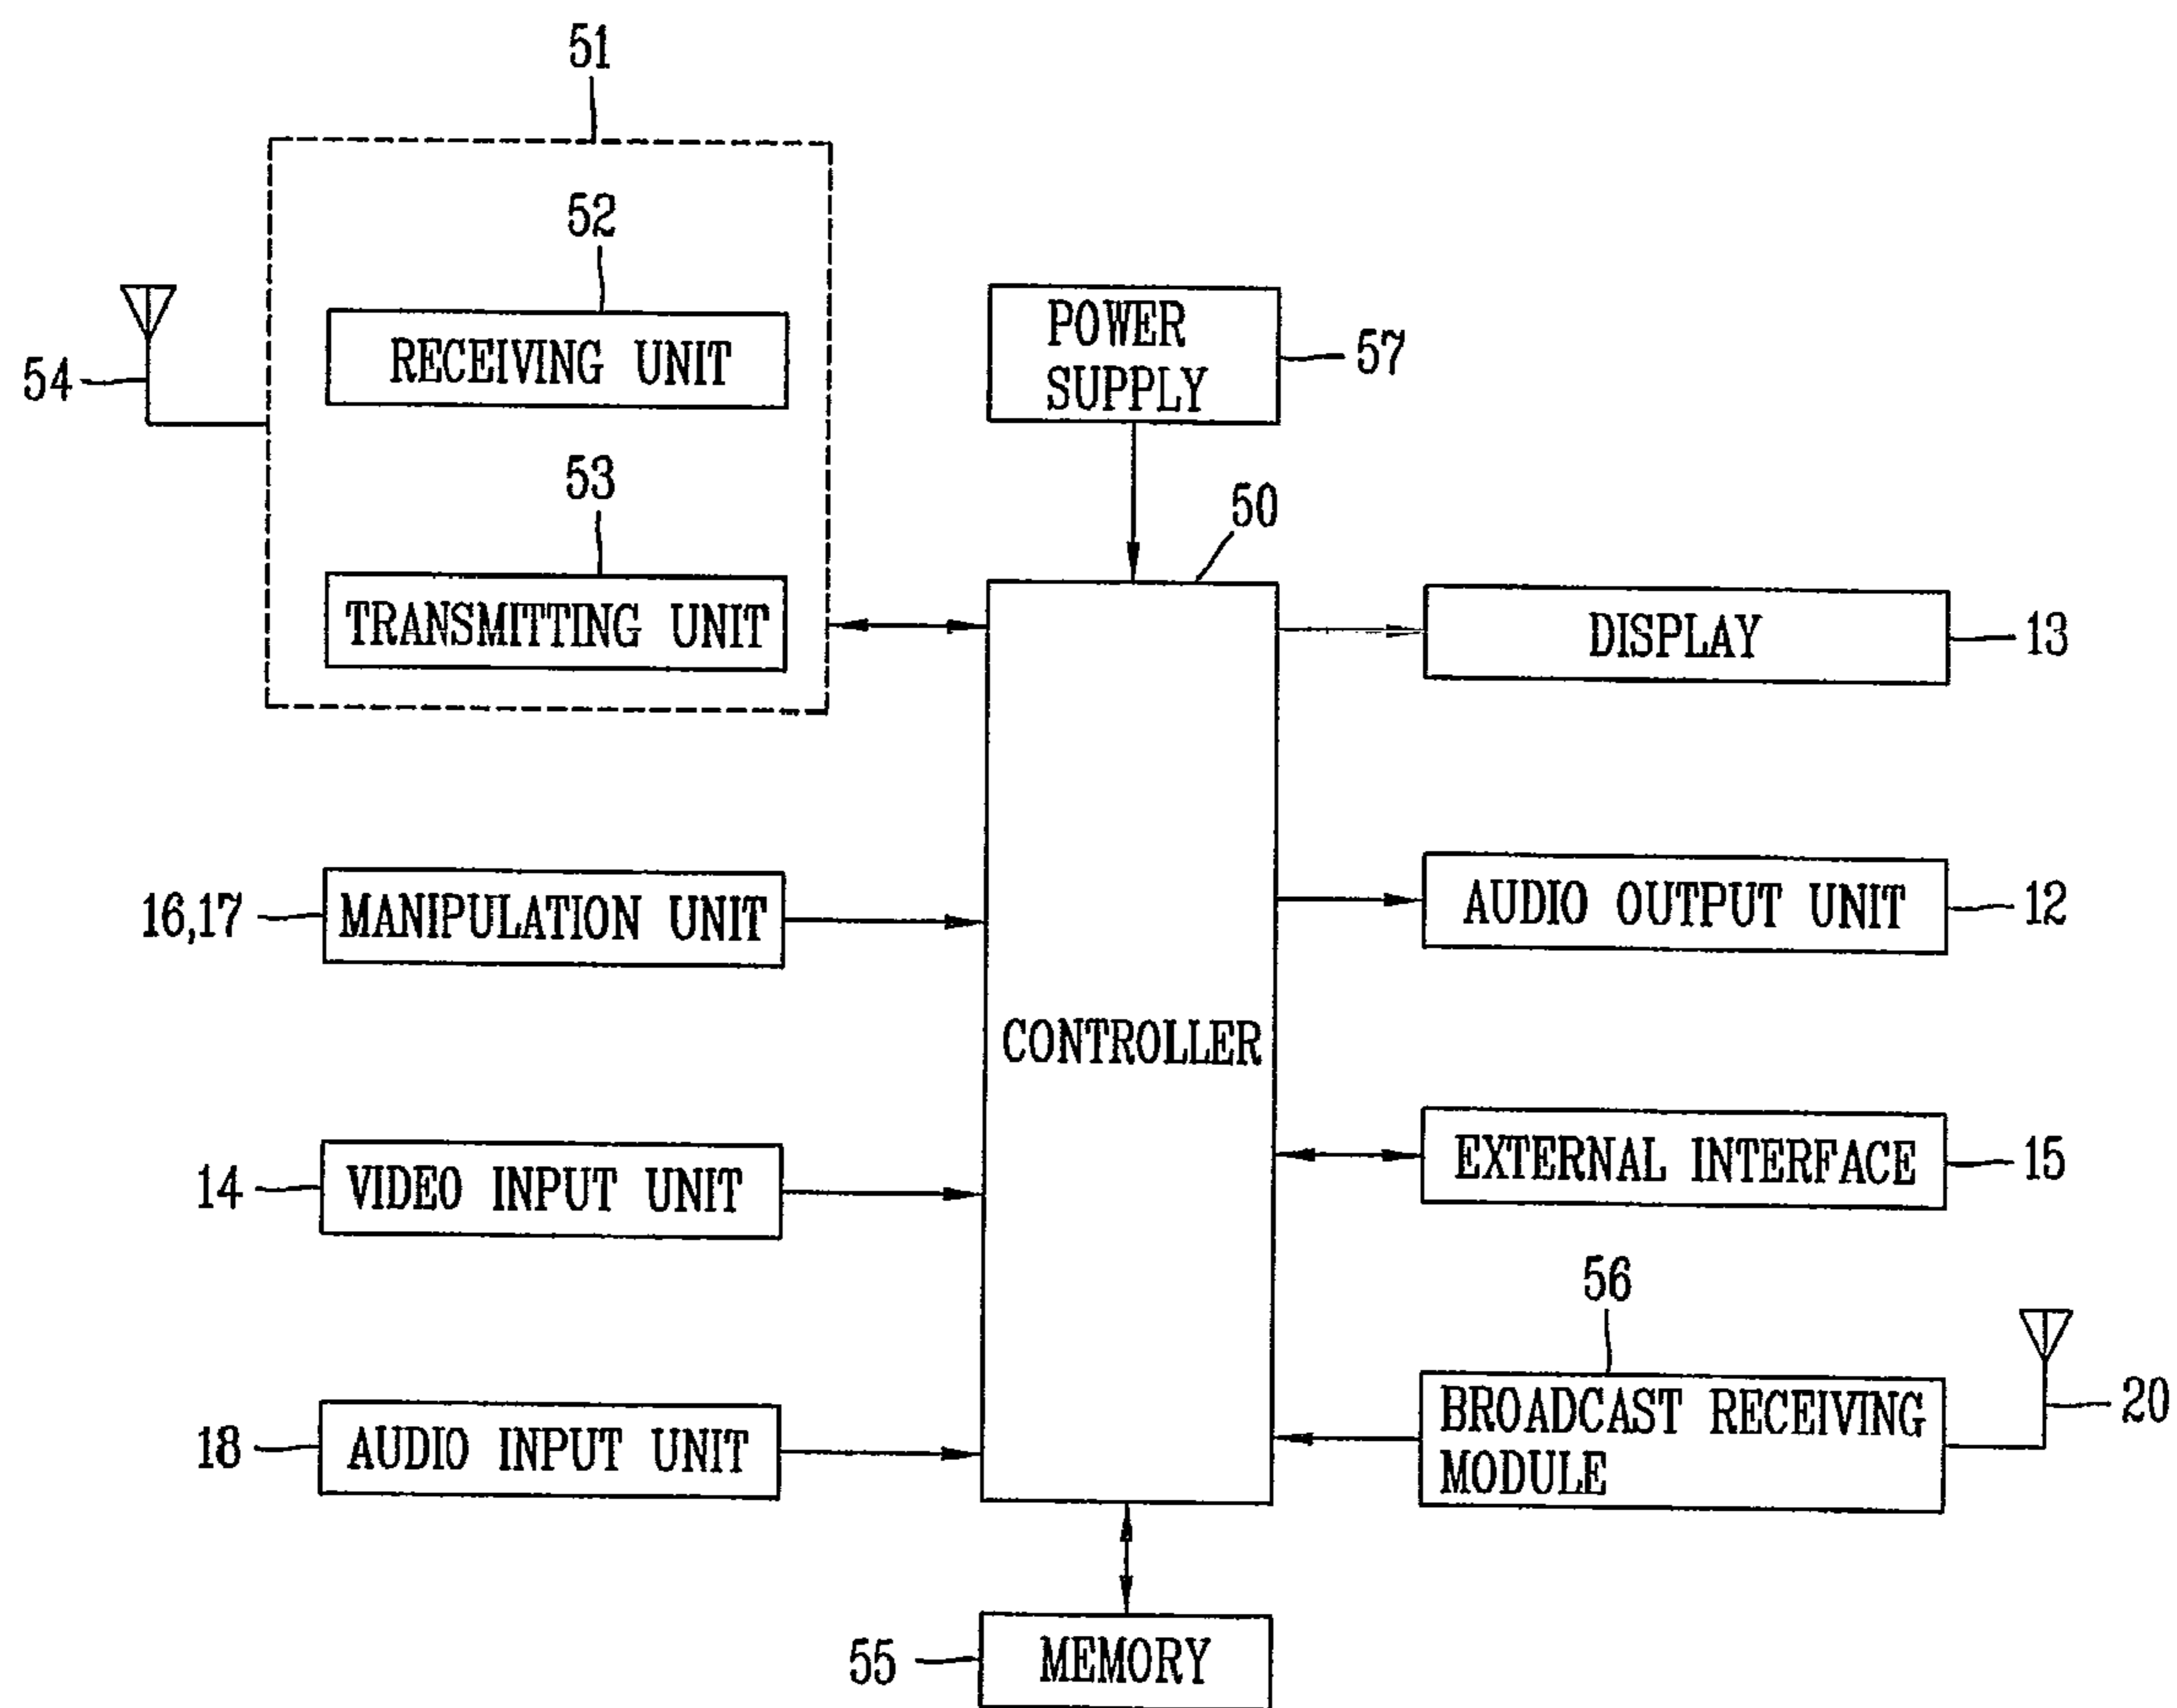 51
52
RECEIVING UNIT
54
53
TRANSMITTING UNIT
POWER
SUPPLY
57
50
CONTROLLER
DISPLAY
13
16,17
MANIPULATION UNIT
AUDIO OUTPUT UNIT
12
14
VIDEO INPUT UNIT
EXTERNAL INTERFACE
15
56
18
AUDIO INPUT UNIT
BROADCAST RECEIVING
MODULE
20
55
MEMORY